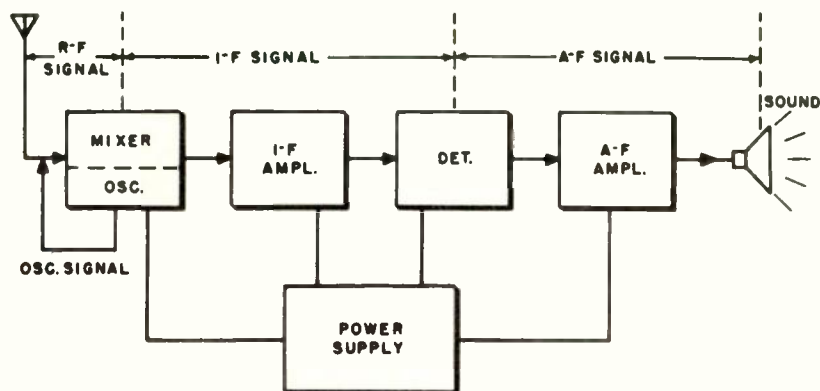 R-F
SIGNAL
I-F SIGNAL
A-F SIGNAL
SOUND
MIXER
OSC.
I-F
AMPL.
DET.
A-F
AMPL.
OSC. SIGNAL
POWER
SUPPLY